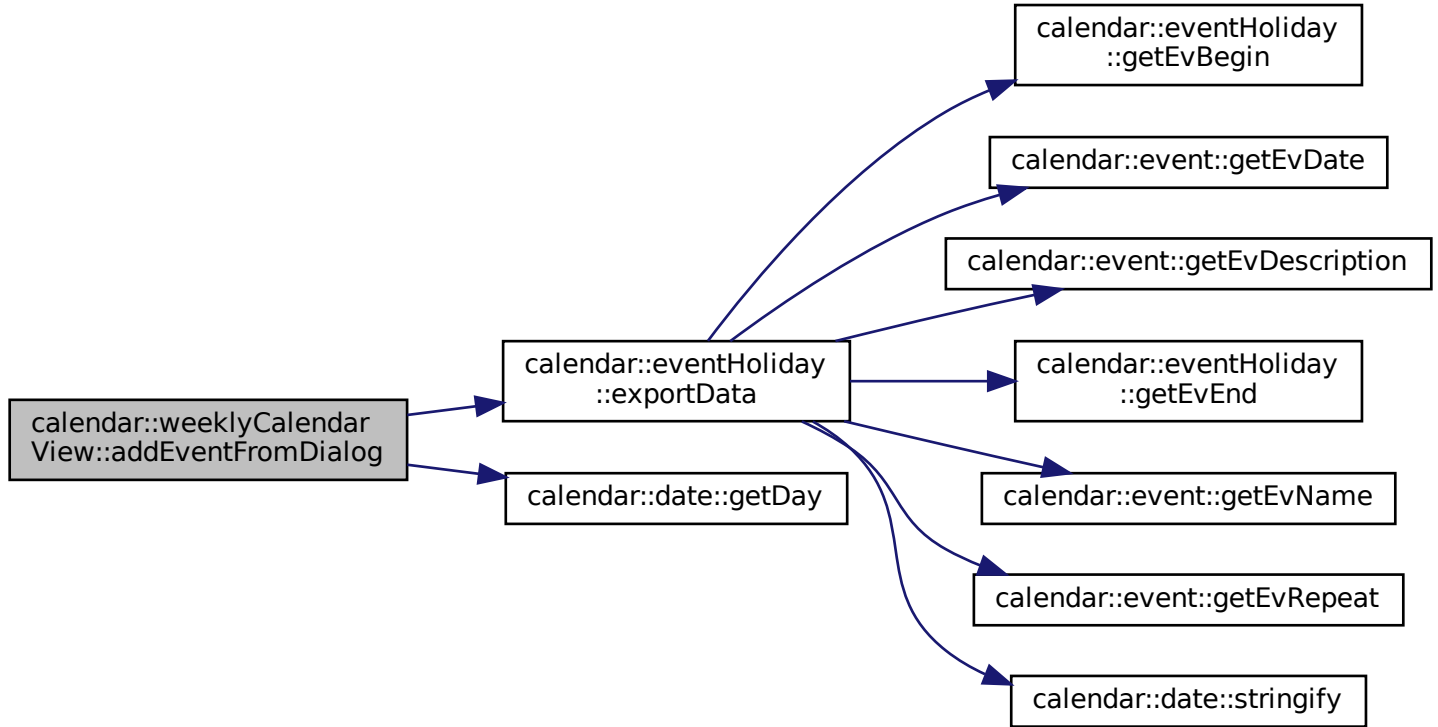 calendar::eventHoliday
::getEvBegin
calendar::event::getEvDate
calendar::event::getEvDescription
calendar::eventHoliday
::exportData
calendar::eventHoliday
::getEvEnd
calendar::weeklyCalendar
View::addEventFromDialog
calendar::date::getDay
calendar::event::getEvName
calendar::event::getEvRepeat
calendar::date::stringify